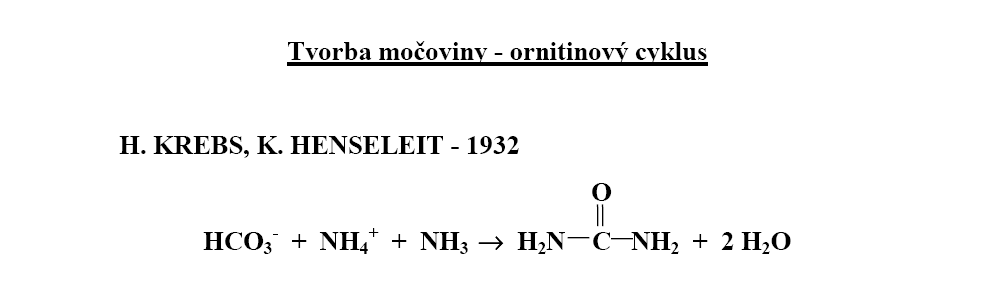 Tvorba močoviny - ornitinový cyklus
H. KREBS, K. HENSELEIT - 1932
O
||
HCO₃⁻ + NH₄⁺ + NH₃ → H₂N—C—NH₂ + 2 H₂O